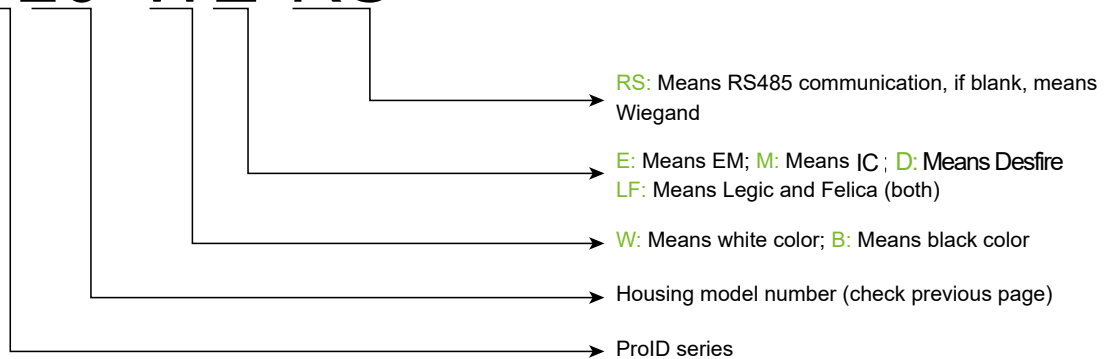 RS: Means RS485 communication, if blank, means
Wiegand
E: Means EM; M: Means IC ; D: Means Desfire
LF: Means Legic and Felica (both)
W: Means white color; B: Means black color
Housing model number (check previous page)
ProID series